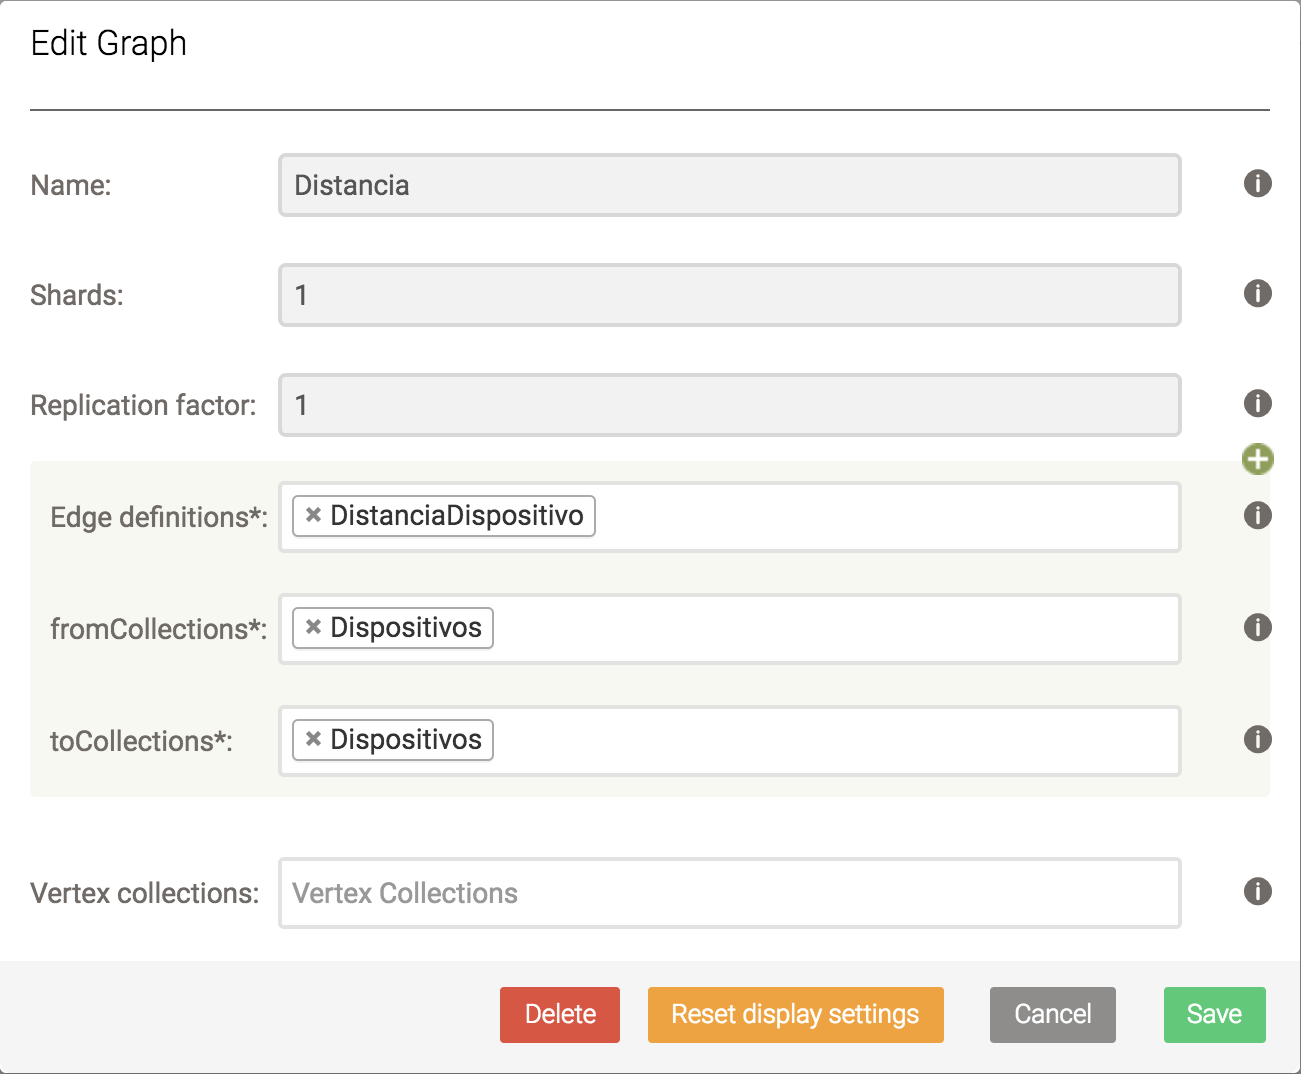 Edit Graph
Name: Distancia
Shards: 1
Replication factor: 1
Edge definitions*: DistanciaDispositivo
fromCollections*: Dispositivos
toCollections*: Dispositivos
Vertex collections: Vertex Collections
Delete Reset display settings Cancel Save